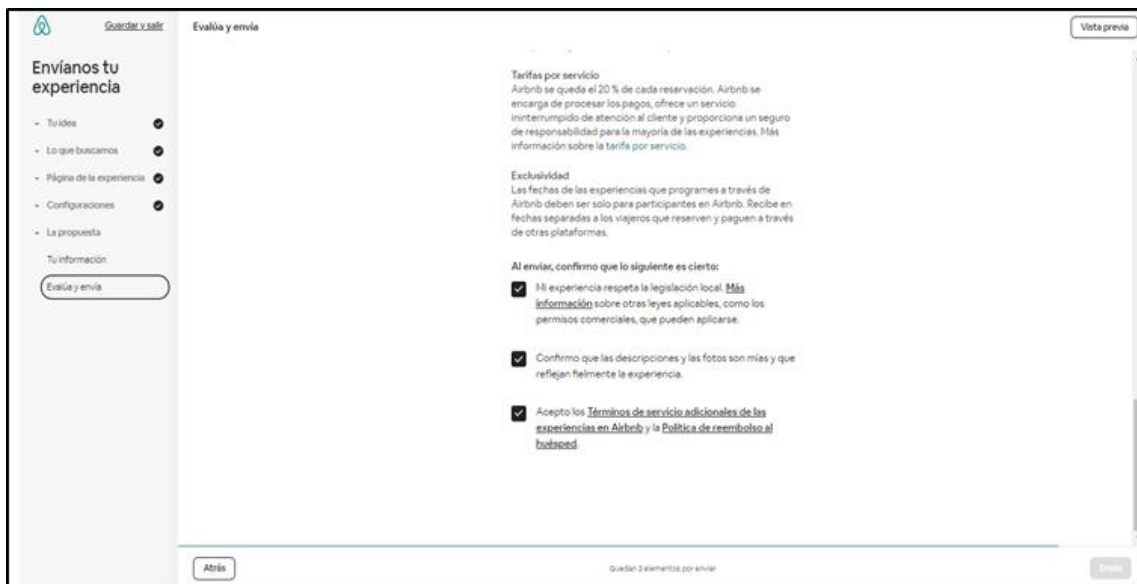 Guardar y salir
Evalúa y envía
Vista previa
Envíanos tu
experiencia
Tu idea
Lo que buscamos
Página de la experiencia
Configuraciones
La propuesta
Tu información
Evalúa y envía
Tarifas por servicio
Airbnb se queda el 20 % de cada reservación. Airbnb se
encarga de procesar los pagos, ofrece un servicio
ininterrumpido de atención al cliente y proporciona un seguro
de responsabilidad para la mayoría de las experiencias. Más
información sobre la tarifa por servicio.
Exclusividad
Las fechas de las experiencias que programes a través de
Airbnb deben ser solo para participantes en Airbnb. Recibe en
fechas separadas a los viajeros que reserven y paguen a través
de otras plataformas.
Al enviar, confirmo que lo siguiente es cierto:
Mi experiencia respeta la legislación local. Más
información sobre otras leyes aplicables, como los
permisos comerciales, que pueden aplicarse.
Confirmo que las descripciones y las fotos son mías y que
reflejan fielmente la experiencia.
Acepto los Términos de servicio adicionales de las
experiencias en Airbnb y la Política de reembolso al
huésped.
Atrás
Quedan 2 elementos por enviar
Envía